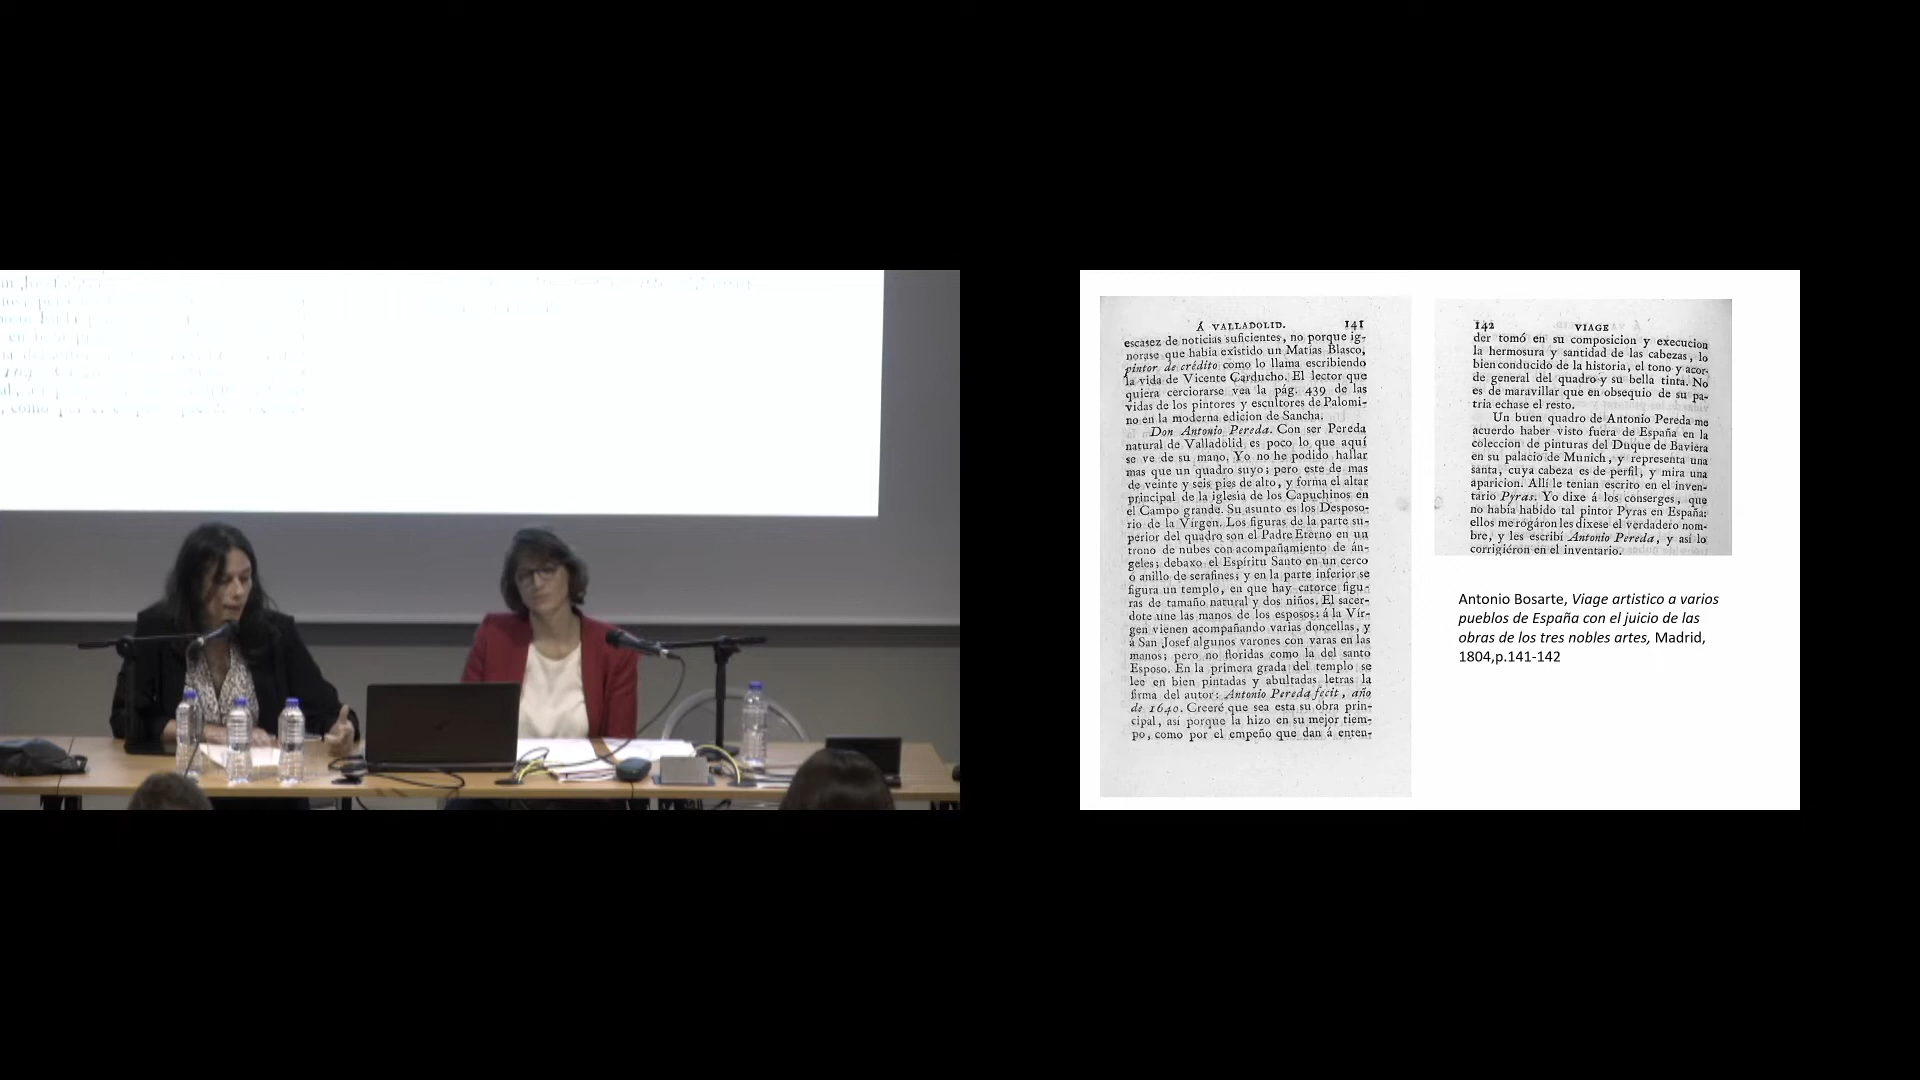 Á VALLADOLID. 141
escasez de noticias suficientes, no porque ig-
norase que habia exîstido un Matias Blasco,
pintor de crédito como lo llama escribiendo
la vida de Vicente Carducho. El lector que
quiera cerciorarse vea la pág. 439 de las
vidas de los pintores y escultores de Palomi-
no en la moderna edicion de Sancha.
Don Antonio Pereda. Con ser Pereda
natural de Valladolid es poco lo que aquí
se ve de su mano. Yo no he podido hallar
mas que un quadro suyo; pero este de mas
de veinte y seis pies de alto, y forma el altar
principal de la iglesia de los Capuchinos en
el Campo grande. Su asunto es los Desposo-
rio de la Vírgen. Los figuras de la parte su-
perior del quadro son el Padre Eterno en un
trono de nubes con acompañamiento de án-
geles; debaxo el Espíritu Santo en un cerco
ó anillo de serafines; y en la parte inferior se
figura un templo, en que hay catorce figu-
ras de tamaño natural y dos niños. El sacer-
dote une las manos de los esposos: á la Vír-
gen vienen acompañando varias doncellas, y
á San Josef algunos varones con varas en las
manos; pero no floridas como la del santo
Esposo. En la primera grada del templo se
lee en bien pintadas y abultadas letras la
firma del autor: Antonio Pereda fecit, año
de 1640. Creeré que sea esta su obra prin-
cipal, así porque la hizo en su mejor tiem-
po, como por el empeño que dan á enten-
142 VIAGE
der tomó en su composicion y execucion
la hermosura y santidad de las cabezas, lo
bien conducido de la historia, el tono y acor-
de general del quadro y su bella tinta. No
es de maravillar que en obsequio de su pa-
tria echase el resto.
Un buen quadro de Antonio Pereda me
acuerdo haber visto fuera de España en la
coleccion de pinturas del Duque de Baviera
en su palacio de Munich, y representa una
santa, cuya cabeza es de perfil, y mira una
aparicion. Allí le tenian escrito en el inven-
tario Pyras. Yo dixe á los conserges, que
no habia habido tal pintor Pyras en España:
ellos me rogáron les dixese el verdadero nom-
bre, y les escribí Antonio Pereda, y así lo
corrigiéron en el inventario.
Antonio Bosarte, Viage artistico a varios
pueblos de España con el juicio de las
obras de los tres nobles artes, Madrid,
1804,p.141-142